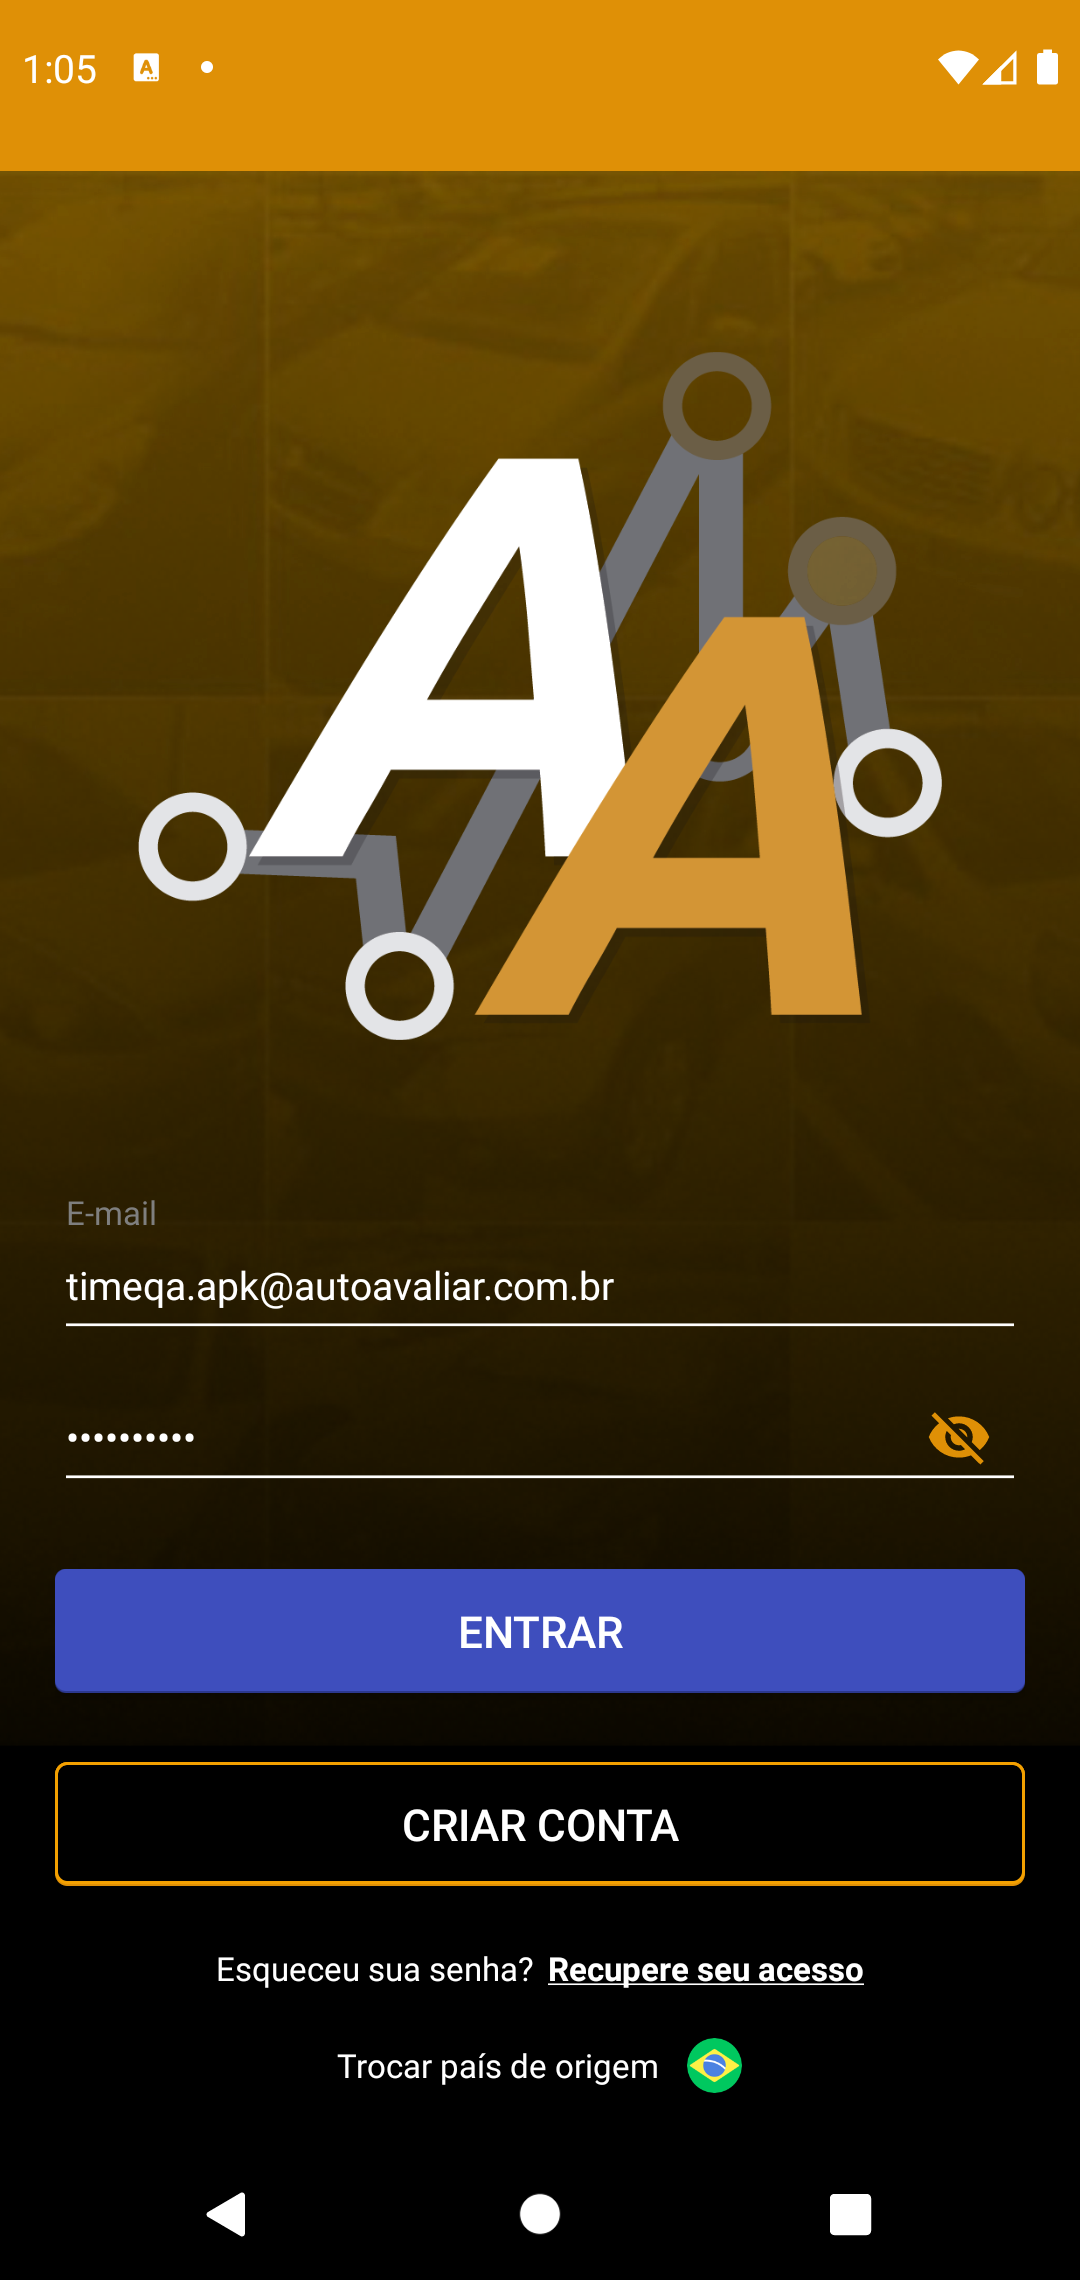 1:05
AA
E-mail
timeqa.apk@autoavaliar.com.br
••••••••••
ENTRAR
CRIAR CONTA
Esqueceu sua senha? Recupere seu acesso
Trocar país de origem